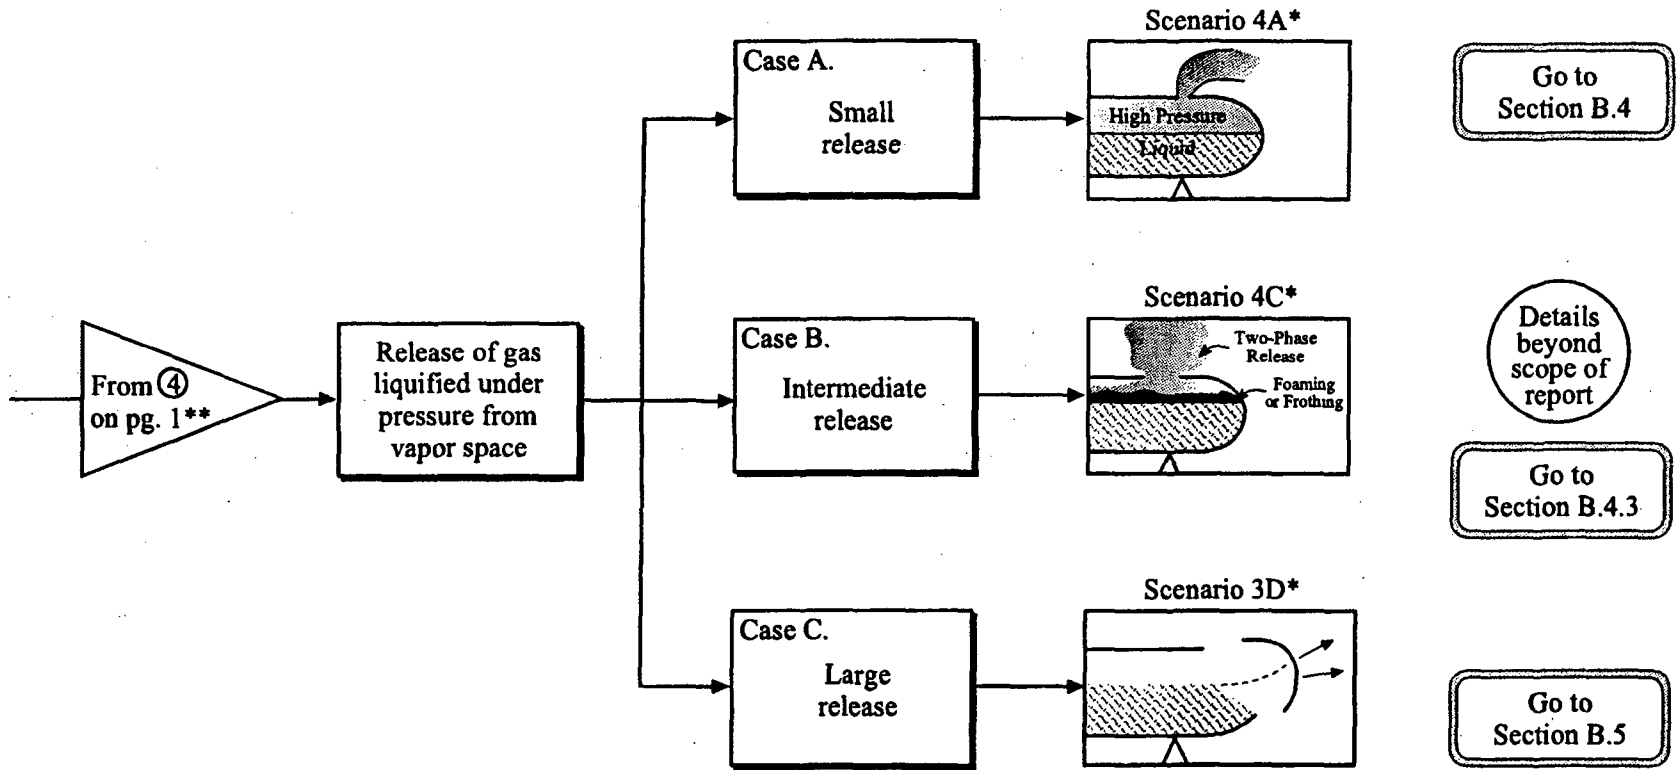 From ④
on pg. 1**
Release of gas
liquified under
pressure from
vapor space
Case A.
Small
release
Scenario 4A*
High Pressure
Liquid
Go to
Section B.4
Case B.
Intermediate
release
Scenario 4C*
Two-Phase
Release
Foaming
or Frothing
Details
beyond
scope of
report
Go to
Section B.4.3
Case C.
Large
release
Scenario 3D*
Go to
Section B.5